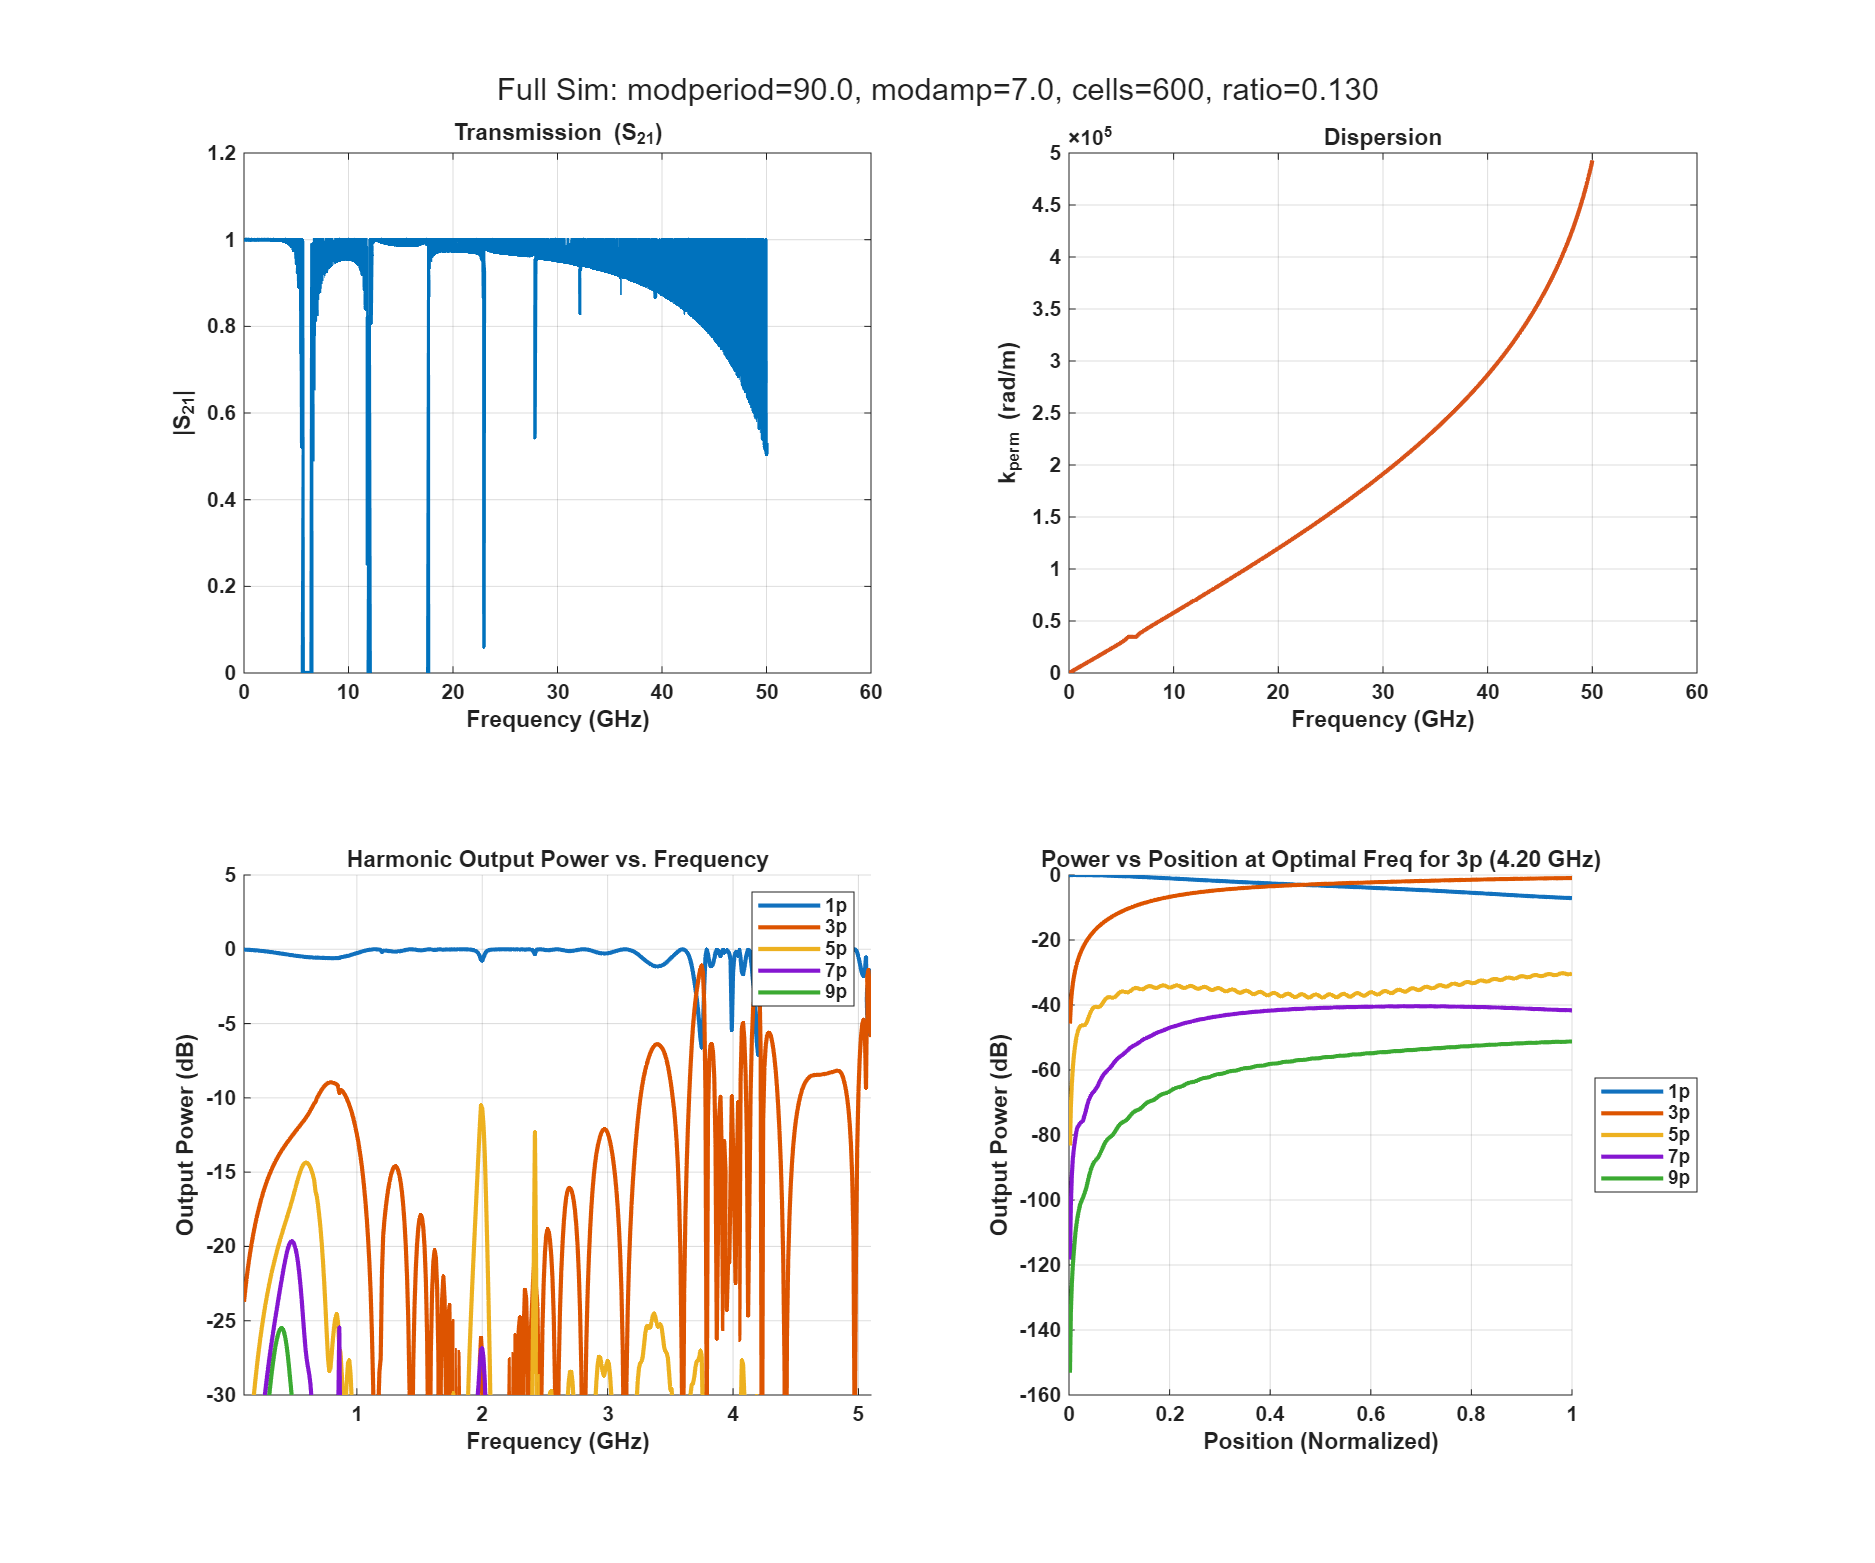 Full Sim: modperiod=90.0, modamp=7.0, cells=600, ratio=0.130
Transmission (S21)
1.2
1
0.8
0.6
0.4
0.2
0
|S21|
0 10 20 30 40 50 60
Frequency (GHz)
×10^5
Dispersion
5
4.5
4
3.5
3
2.5
2
1.5
1
0.5
0
kperm (rad/m)
0 10 20 30 40 50 60
Frequency (GHz)
Harmonic Output Power vs. Frequency
5
0
-5
-10
-15
-20
-25
-30
Output Power (dB)
1p
3p
5p
7p
9p
1 2 3 4 5
Frequency (GHz)
Power vs Position at Optimal Freq for 3p (4.20 GHz)
0
-20
-40
-60
-80
-100
-120
-140
-160
Output Power (dB)
1p
3p
5p
7p
9p
0 0.2 0.4 0.6 0.8 1
Position (Normalized)